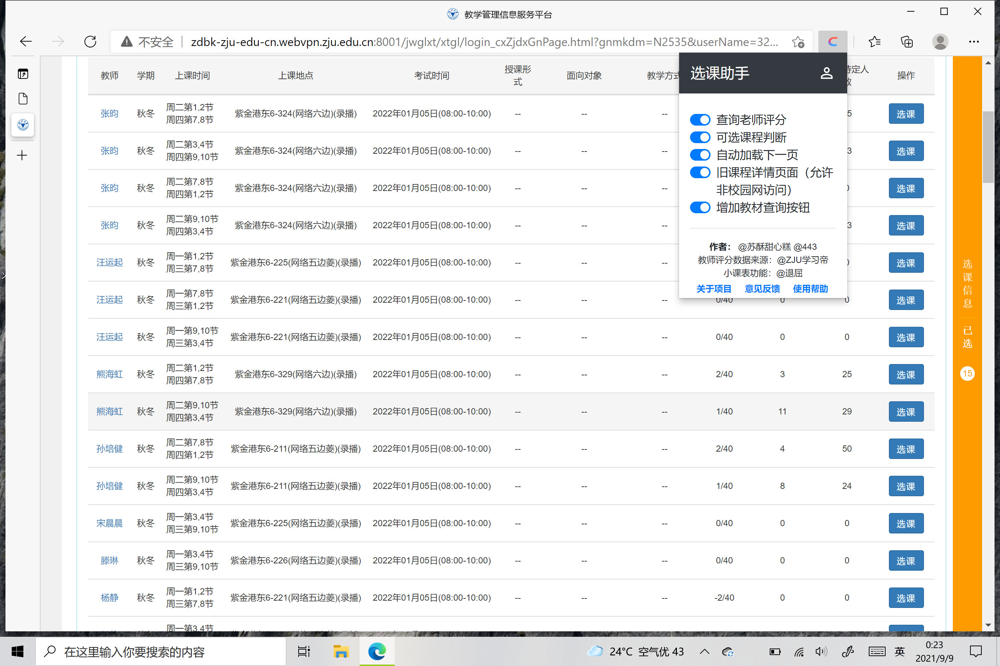 教学管理信息服务平台
不安全 zdbk-zju-edu-cn.webvpn.zju.edu.cn:8001/jwglxt/xtgl/login_cxZjdxGnPage.html?gnmkdm=N2535&userName=32...
教师 学期 上课时间 上课地点 考试时间 授课形式 面向对象 教学方式 操作
张昀 秋冬 周二第1,2节 周四第7,8节 紫金港东6-324(网络六边)(录播) 2022年01月05日(08:00-10:00) -- -- -- 5 选课
张昀 秋冬 周二第3,4节 周四第9,10节 紫金港东6-324(网络六边)(录播) 2022年01月05日(08:00-10:00) -- -- -- 3 选课
张昀 秋冬 周二第7,8节 周四第1,2节 紫金港东6-324(网络六边)(录播) 2022年01月05日(08:00-10:00) -- -- -- 选课
张昀 秋冬 周二第9,10节 周四第3,4节 紫金港东6-324(网络六边)(录播) 2022年01月05日(08:00-10:00) -- -- -- 3 选课
汪运起 秋冬 周一第1,2节 周三第7,8节 紫金港东6-225(网络五边菱)(录播) 2022年01月05日(08:00-10:00) -- -- -- 选课
汪运起 秋冬 周一第7,8节 周三第1,2节 紫金港东6-221(网络五边菱)(录播) 2022年01月05日(08:00-10:00) -- -- -- 0/40 0 0 选课
汪运起 秋冬 周一第9,10节 周三第3,4节 紫金港东6-221(网络五边菱)(录播) 2022年01月05日(08:00-10:00) -- -- -- 0/40 0 0 选课
熊海虹 秋冬 周二第1,2节 周四第7,8节 紫金港东6-329(网络六边)(录播) 2022年01月05日(08:00-10:00) -- -- -- 2/40 3 25 选课
熊海虹 秋冬 周二第9,10节 周四第3,4节 紫金港东6-329(网络六边)(录播) 2022年01月05日(08:00-10:00) -- -- -- 1/40 11 29 选课
孙培健 秋冬 周二第7,8节 周四第1,2节 紫金港东6-211(网络五边菱)(录播) 2022年01月05日(08:00-10:00) -- -- -- 2/40 4 50 选课
孙培健 秋冬 周二第9,10节 周四第3,4节 紫金港东6-211(网络五边菱)(录播) 2022年01月05日(08:00-10:00) -- -- -- 1/40 8 24 选课
宋晨晨 秋冬 周一第3,4节 周三第9,10节 紫金港东6-225(网络五边菱)(录播) 2022年01月05日(08:00-10:00) -- -- -- 0/40 0 0 选课
滕琳 秋冬 周一第3,4节 周三第9,10节 紫金港东6-226(网络五边菱)(录播) 2022年01月05日(08:00-10:00) -- -- -- 0/40 0 0 选课
杨静 秋冬 周一第1,2节 周三第7,8节 紫金港东6-221(网络五边菱)(录播) 2022年01月05日(08:00-10:00) -- -- -- -2/40 0 0 选课
周一第3,4节
选课助手
查询老师评分
可选课程判断
自动加载下一页
旧课程详情页面（允许
非校园网访问）
增加教材查询按钮
作者： @苏酥甜心糕 @443
教师评分数据来源：@ZJU学习帝
小课表功能：@退屈
关于项目 意见反馈 使用帮助
选课信息
已选
15
在这里输入你要搜索的内容
24°C 空气优 43
英
0:23
2021/9/9